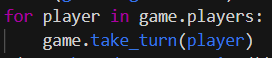 for player in game.players:
    game.take_turn(player)